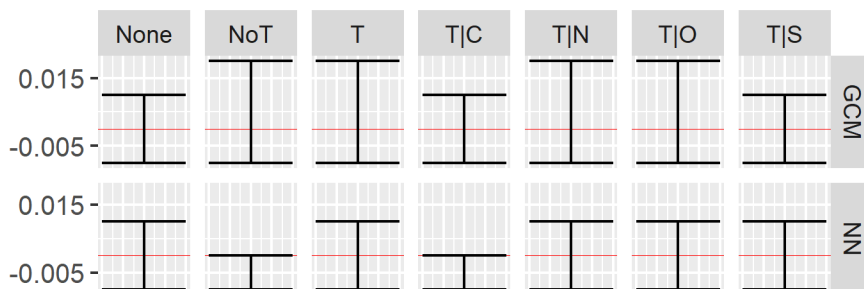 None NoT T T|C T|N T|O T|S
0.015
-0.005
GCM
0.015
-0.005
NN